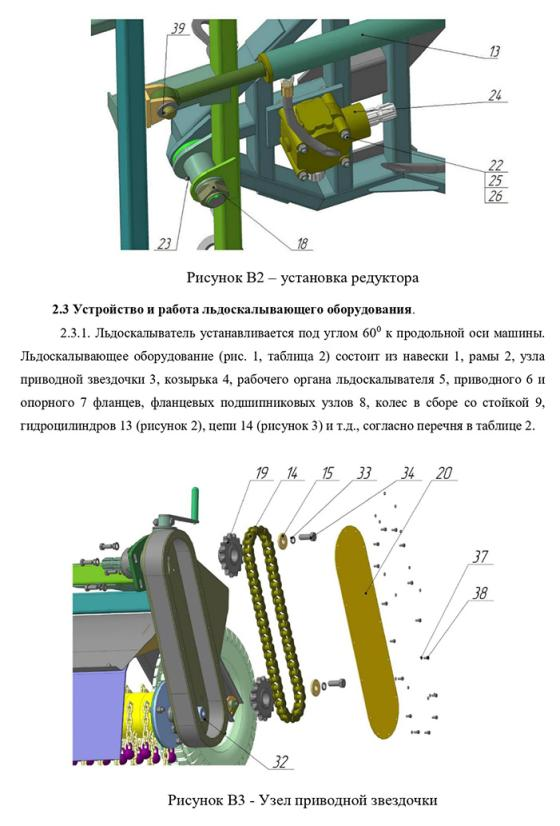 39
13
24
22
25
26
23
18
Рисунок В2 – установка редуктора
2.3 Устройство и работа льдоскалывающего оборудования.
2.3.1. Льдоскалыватель устанавливается под углом 60⁰ к продольной оси машины.
Льдоскалывающее оборудование (рис. 1, таблица 2) состоит из навески 1, рамы 2, узла
приводной звездочки 3, козырька 4, рабочего органа льдоскалывателя 5, приводного 6 и
опорного 7 фланцев, фланцевых подшипниковых узлов 8, колес в сборе со стойкой 9,
гидроцилиндров 13 (рисунок 2), цепи 14 (рисунок 3) и т.д., согласно перечня в таблице 2.
19
14
15
33
34
20
37
38
32
Рисунок В3 - Узел приводной звездочки